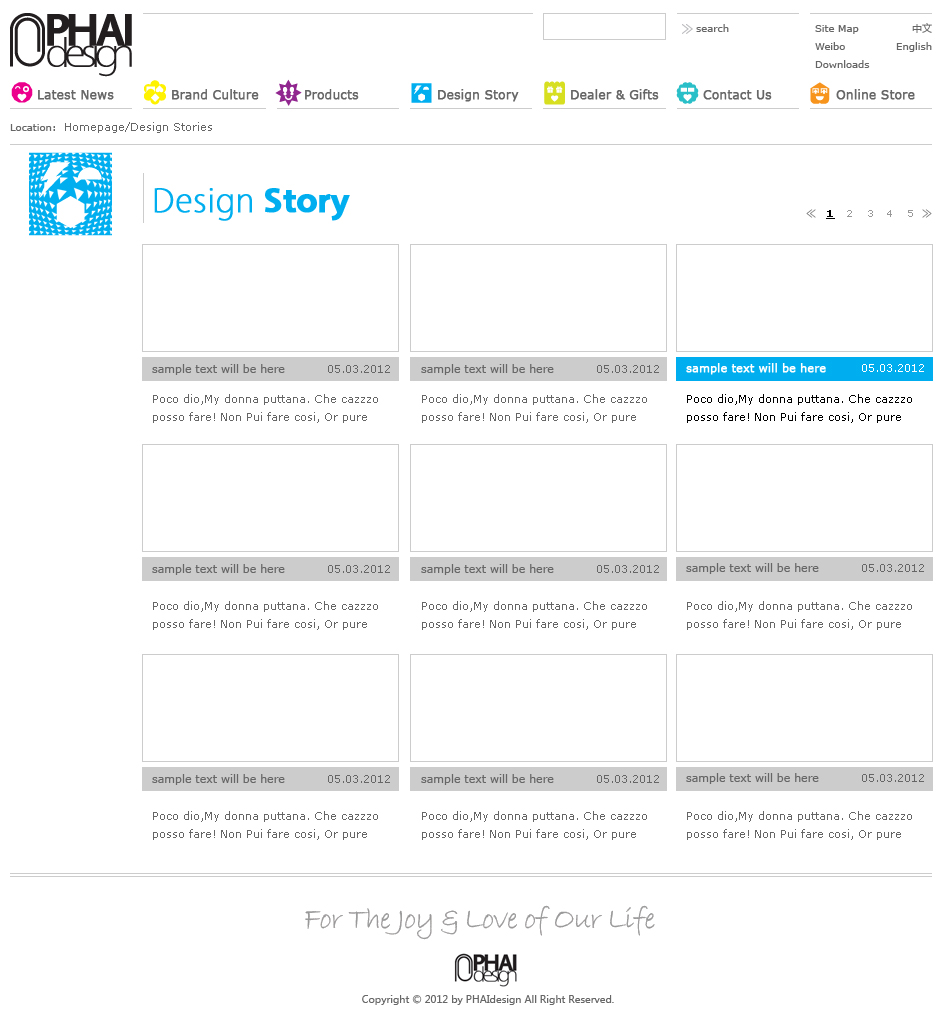 PHAI
design
search
Site Map 中文
Weibo English
Downloads
Latest News Brand Culture Products Design Story Dealer & Gifts Contact Us Online Store
Location: Homepage/Design Stories
Design Story
1 2 3 4 5
sample text will be here 05.03.2012 sample text will be here 05.03.2012 sample text will be here 05.03.2012
Poco dio,My donna puttana. Che cazzzo Poco dio,My donna puttana. Che cazzzo Poco dio,My donna puttana. Che cazzzo
posso fare! Non Pui fare cosi, Or pure posso fare! Non Pui fare cosi, Or pure posso fare! Non Pui fare cosi, Or pure
sample text will be here 05.03.2012 sample text will be here 05.03.2012 sample text will be here 05.03.2012
Poco dio,My donna puttana. Che cazzzo Poco dio,My donna puttana. Che cazzzo Poco dio,My donna puttana. Che cazzzo
posso fare! Non Pui fare cosi, Or pure posso fare! Non Pui fare cosi, Or pure posso fare! Non Pui fare cosi, Or pure
sample text will be here 05.03.2012 sample text will be here 05.03.2012 sample text will be here 05.03.2012
Poco dio,My donna puttana. Che cazzzo Poco dio,My donna puttana. Che cazzzo Poco dio,My donna puttana. Che cazzzo
posso fare! Non Pui fare cosi, Or pure posso fare! Non Pui fare cosi, Or pure posso fare! Non Pui fare cosi, Or pure
For The Joy & Love of Our Life
PHAI
design
Copyright © 2012 by PHAIdesign All Right Reserved.